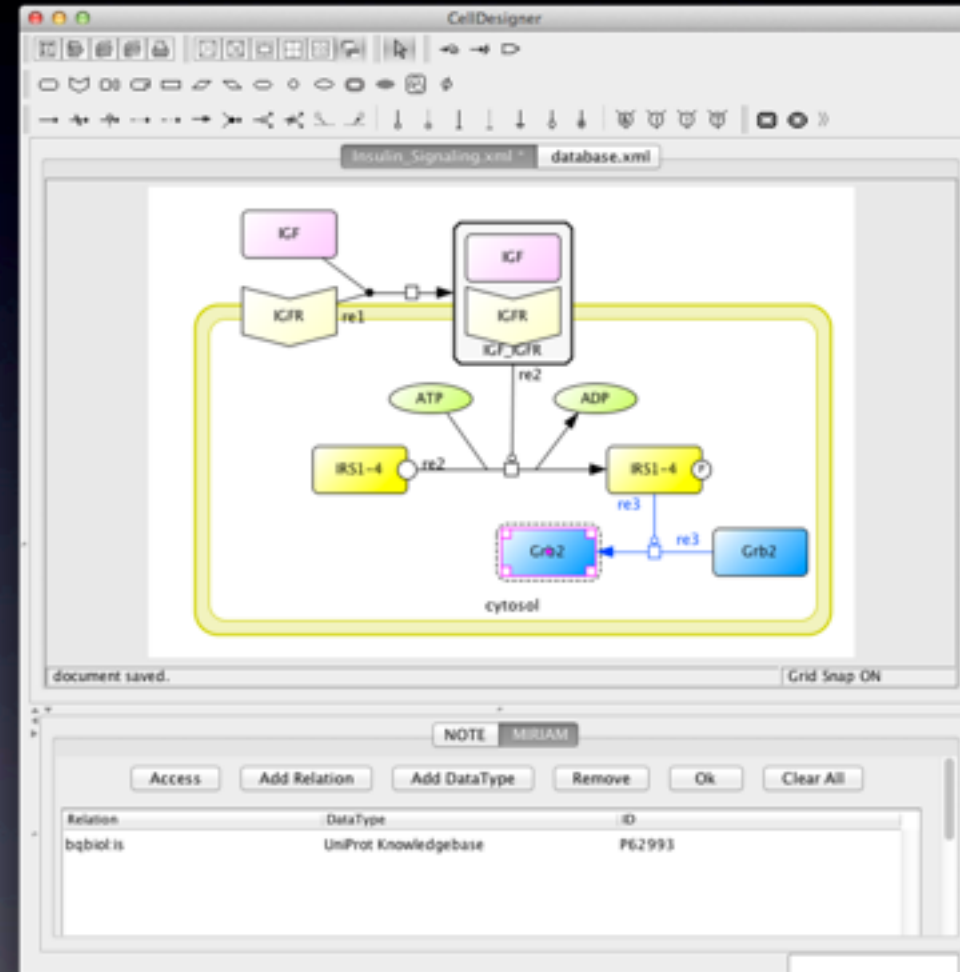 CellDesigner
Insulin_Signaling.xml * database.xml
IGF
IGF
IGFR
IGFR
re1
IGF_IGFR
re2
ATP ADP
IRS1-4 re2 IRS1-4 P
re3
re3
Grb2 Grb2
cytosol
document saved. Grid Snap ON
NOTE MIRIAM
Access Add Relation Add DataType Remove Ok Clear All
Relation DataType ID
bqbiol:is UniProt Knowledgebase P62993